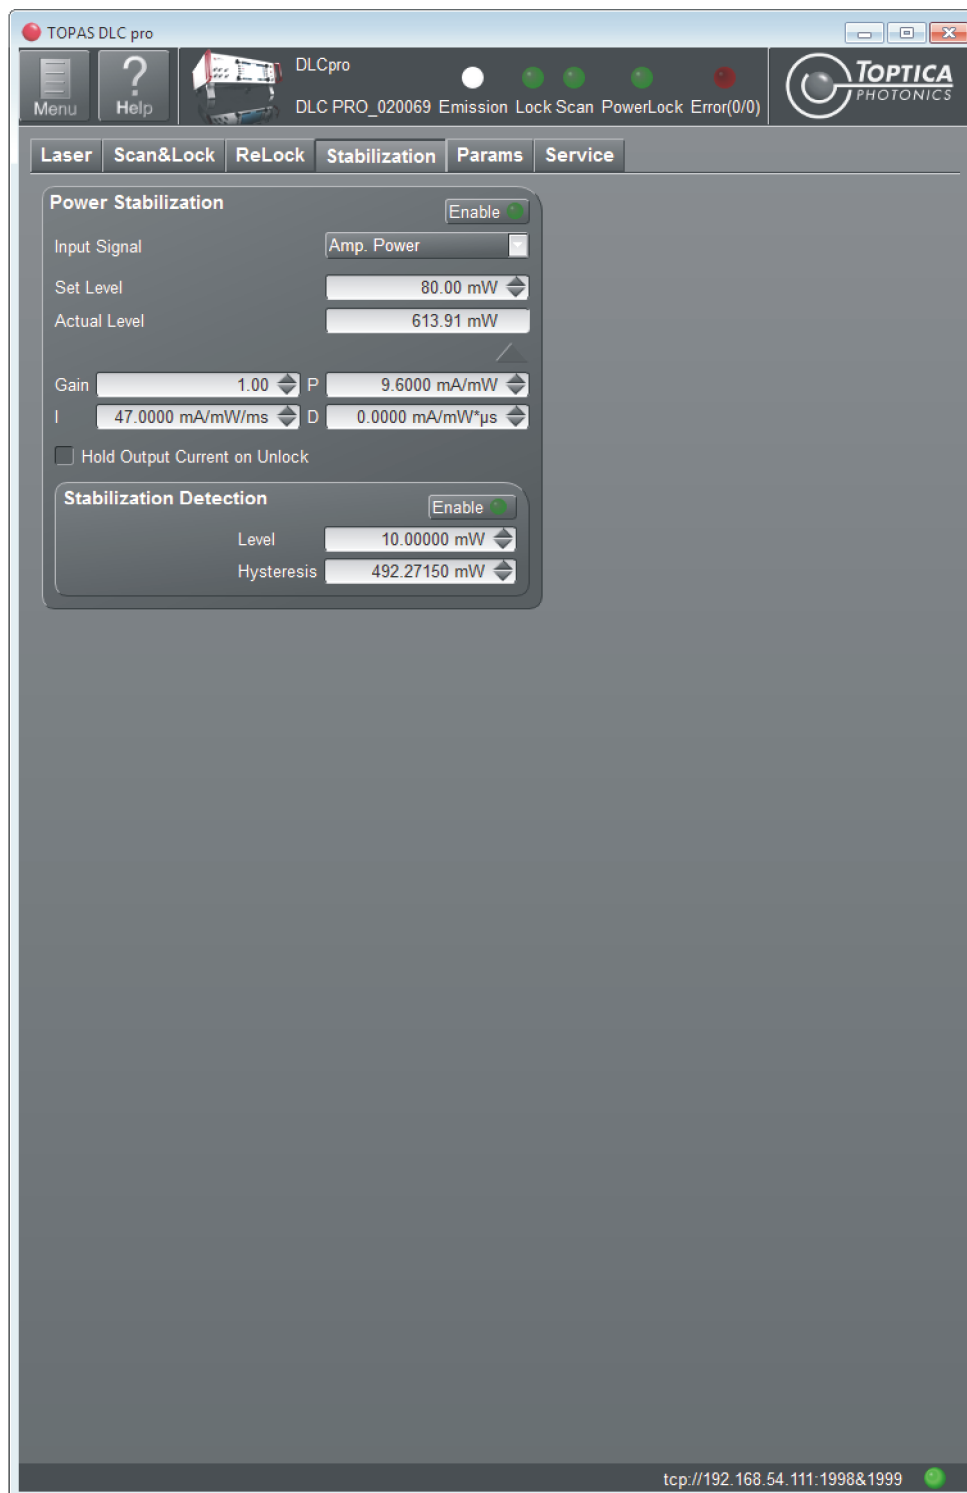 TOPAS DLC pro
Menu
Help
DLCpro
DLC PRO_020069 Emission Lock Scan PowerLock Error(0/0)
TOPTICA
PHOTONICS
Laser Scan&Lock ReLock Stabilization Params Service
Power Stabilization
Enable
Input Signal Amp. Power
Set Level 80.00 mW
Actual Level 613.91 mW
Gain 1.00 P 9.6000 mA/mW
I 47.0000 mA/mW/ms D 0.0000 mA/mW*µs
Hold Output Current on Unlock
Stabilization Detection
Enable
Level 10.00000 mW
Hysteresis 492.27150 mW
tcp://192.168.54.111:1998&1999